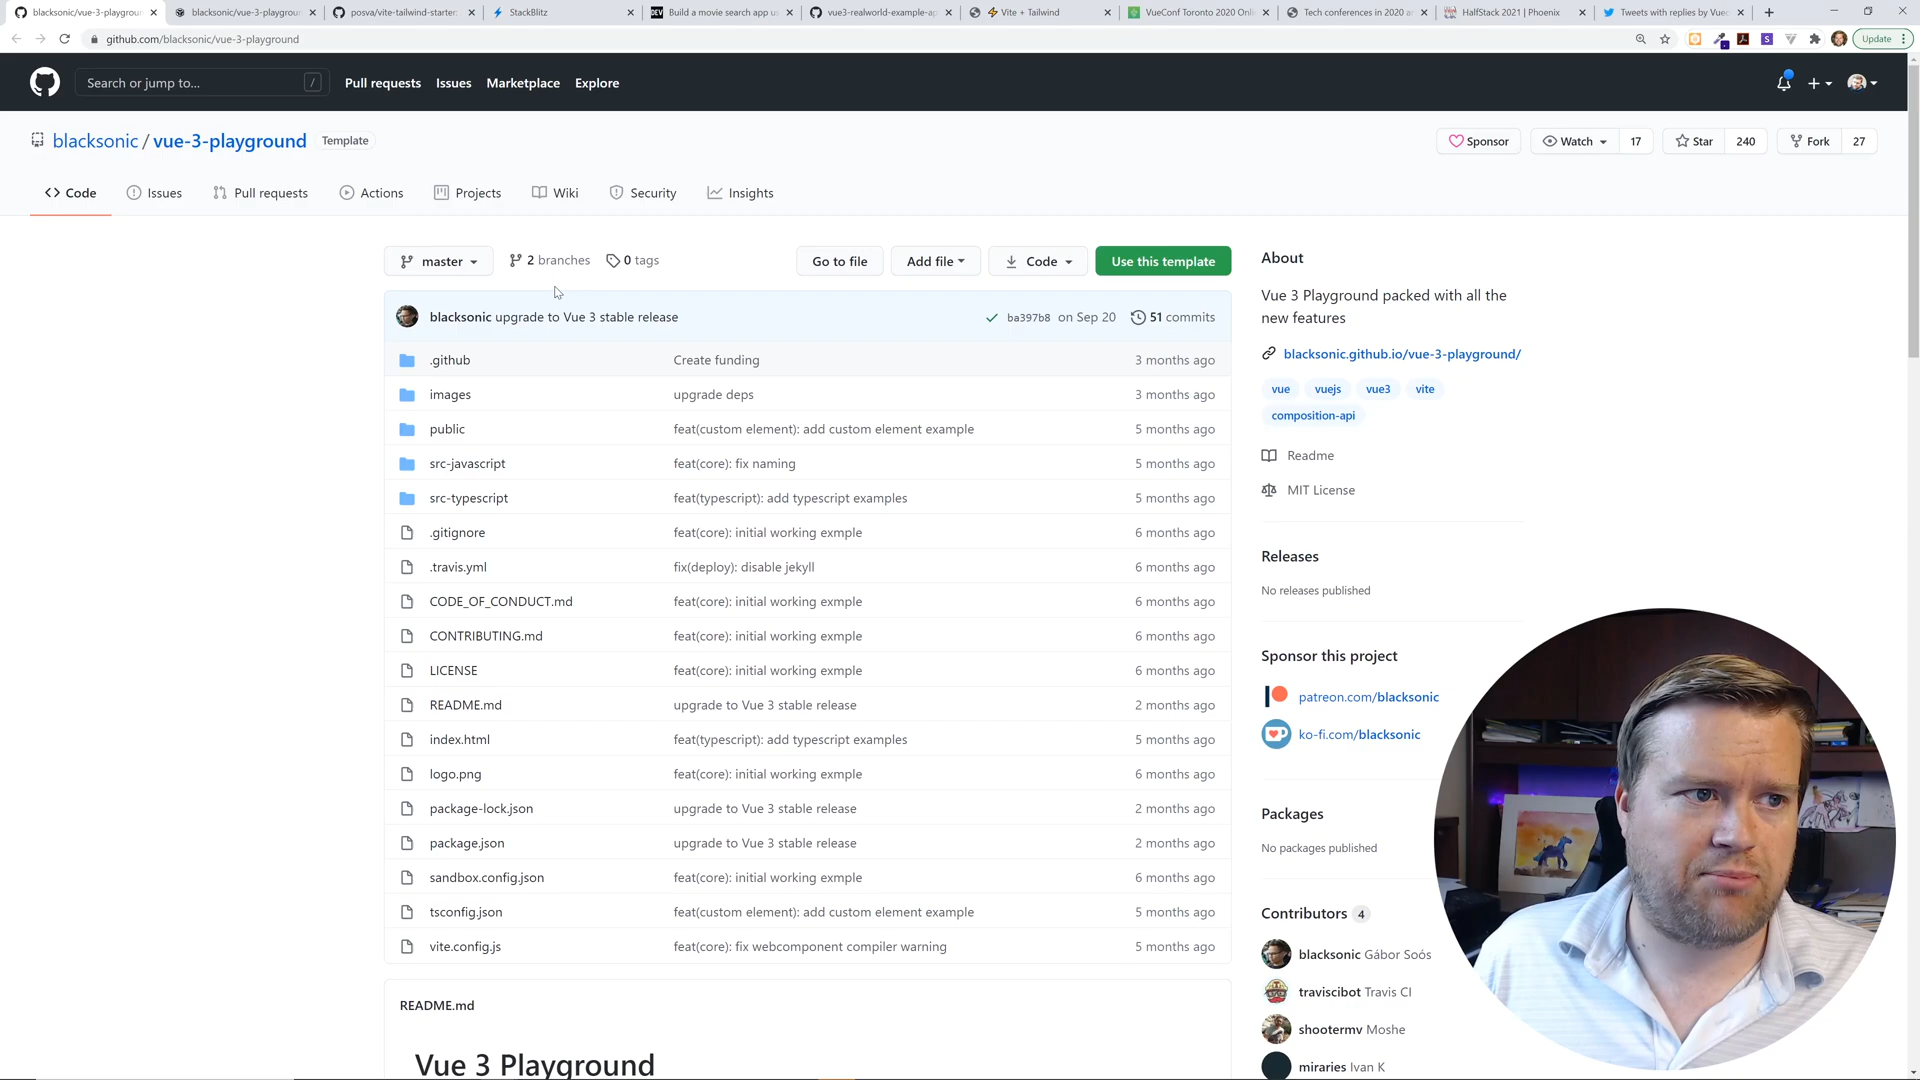 blacksonic/vue-3-playground
blacksonic/vue-3-playground
posva/vite-tailwind-starter
StackBlitz
Build a movie search app us
vue3-realworld-example-ap
Vite + Tailwind
VueConf Toronto 2020 Onli
Tech conferences in 2020 a
HalfStack 2021 | Phoenix
Tweets with replies by Vuec
github.com/blacksonic/vue-3-playground
Update
Search or jump to...
/
Pull requests
Issues
Marketplace
Explore
blacksonic / vue-3-playground
Template
Sponsor
Watch 17
Star 240
Fork 27
Code
Issues
Pull requests
Actions
Projects
Wiki
Security
Insights
master
2 branches
0 tags
Go to file
Add file
Code
Use this template
blacksonic upgrade to Vue 3 stable release
ba397b8 on Sep 20
51 commits
.github Create funding 3 months ago
images upgrade deps 3 months ago
public feat(custom element): add custom element example 5 months ago
src-javascript feat(core): fix naming 5 months ago
src-typescript feat(typescript): add typescript examples 5 months ago
.gitignore feat(core): initial working exmple 6 months ago
.travis.yml fix(deploy): disable jekyll 6 months ago
CODE_OF_CONDUCT.md feat(core): initial working exmple 6 months ago
CONTRIBUTING.md feat(core): initial working exmple 6 months ago
LICENSE feat(core): initial working exmple 6 months ago
README.md upgrade to Vue 3 stable release 2 months ago
index.html feat(typescript): add typescript examples 5 months ago
logo.png feat(core): initial working exmple 6 months ago
package-lock.json upgrade to Vue 3 stable release 2 months ago
package.json upgrade to Vue 3 stable release 2 months ago
sandbox.config.json feat(core): initial working exmple 6 months ago
tsconfig.json feat(custom element): add custom element example 5 months ago
vite.config.js feat(core): fix webcomponent compiler warning 5 months ago
README.md
Vue 3 Playground
About
Vue 3 Playground packed with all the
new features
blacksonic.github.io/vue-3-playground/
vue vuejs vue3 vite
composition-api
Readme
MIT License
Releases
No releases published
Sponsor this project
patreon.com/blacksonic
ko-fi.com/blacksonic
Packages
No packages published
Contributors 4
blacksonic Gábor Soós
traviscibot Travis CI
shootermv Moshe
miraries Ivan K